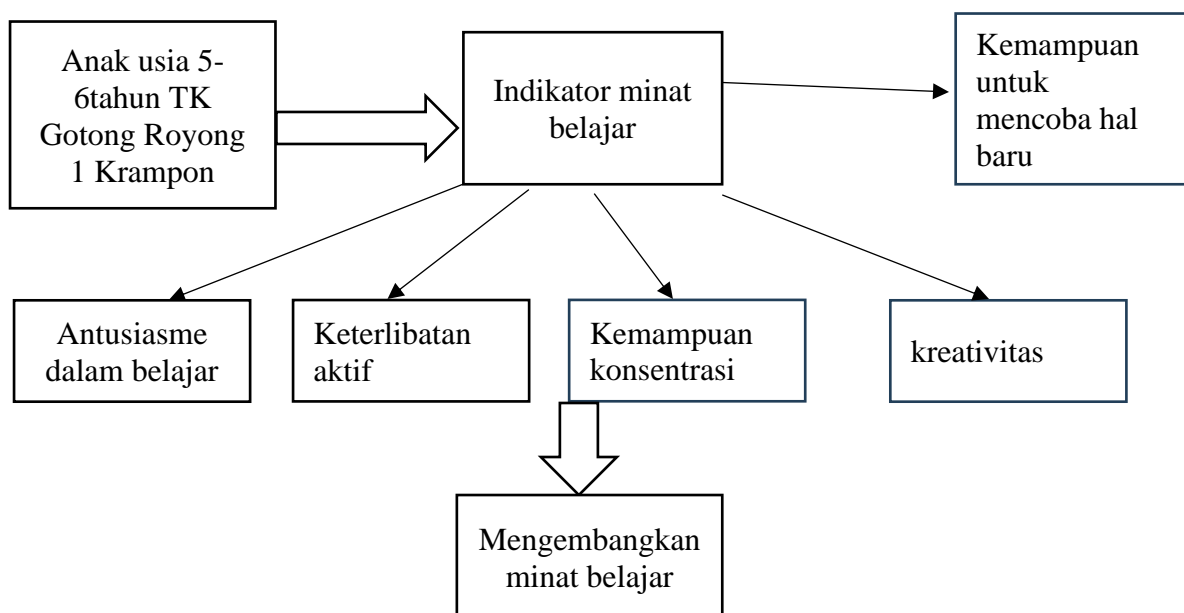 Anak usia 5-
6tahun TK
Gotong Royong
1 Krampon
Indikator minat
belajar
Kemampuan
untuk
mencoba hal
baru
Antusiasme
dalam belajar
Keterlibatan
aktif
Kemampuan
konsentrasi
kreativitas
Mengembangkan
minat belajar